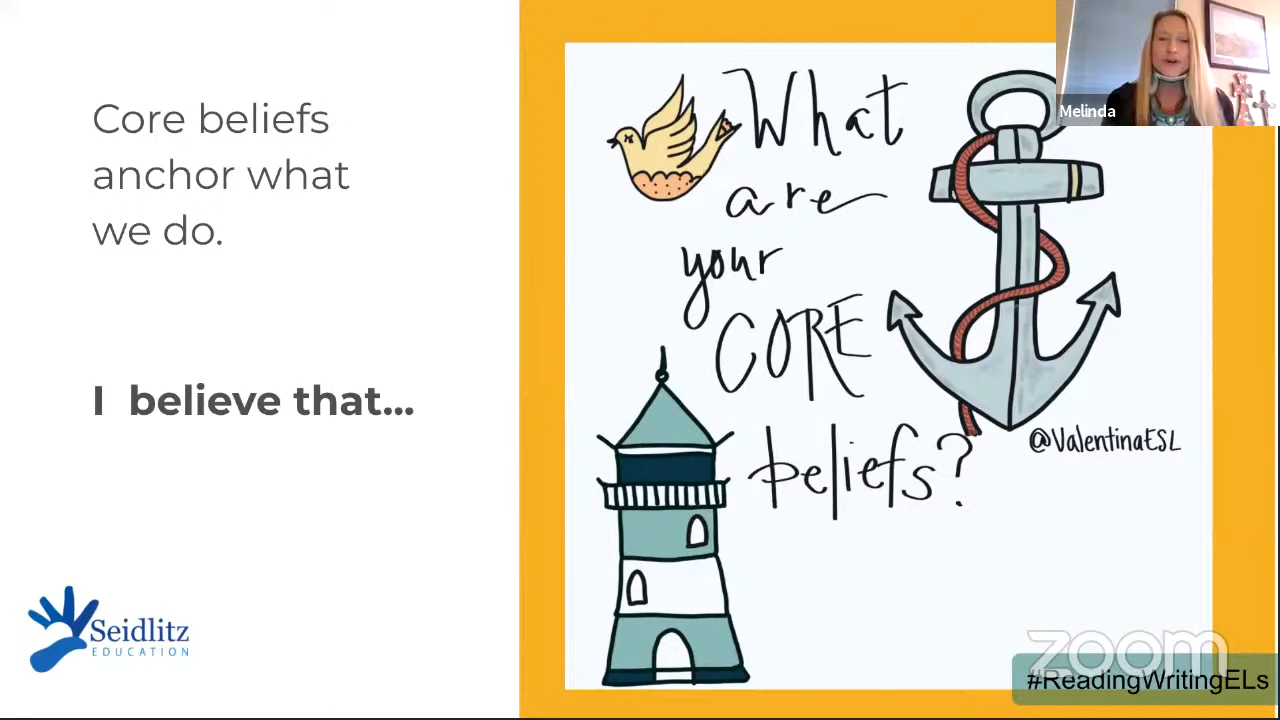 Core beliefs
anchor what
we do.
I believe that...
Seidlitz
EDUCATION
What
are
your
CORE
beliefs?
@ValentinaESL
Melinda
zoom
#ReadingWritingELs